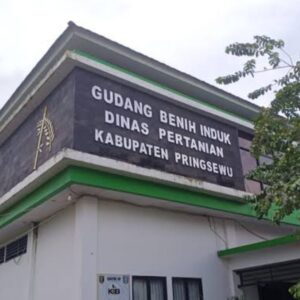 GUDANG BENIH INDUK
DINAS PERTANIAN
KABUPATEN PRINGSEWU